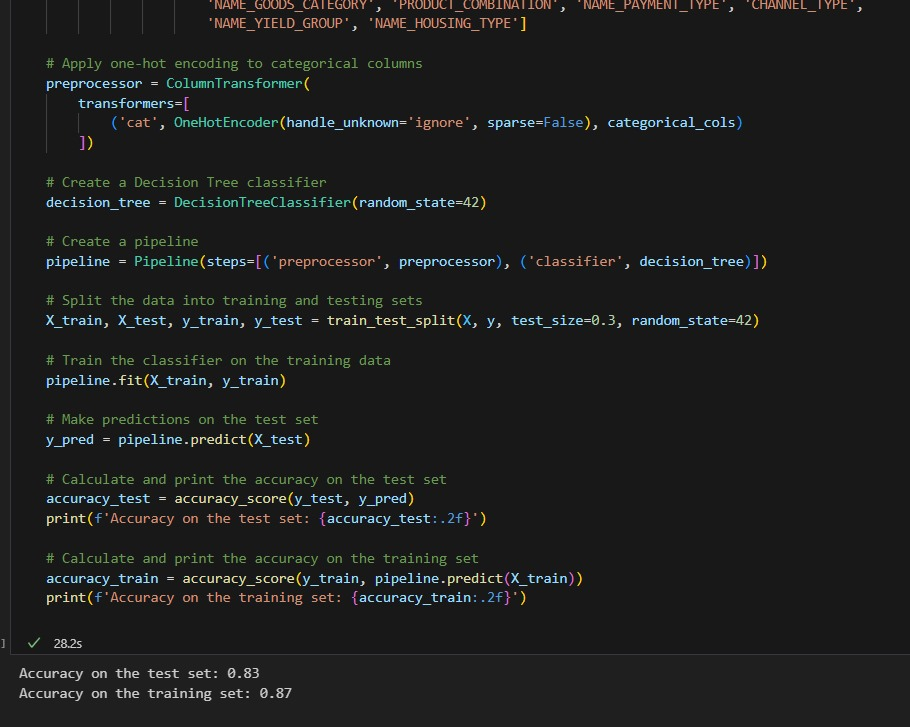 'NAME_GOODS_CATEGORY', 'PRODUCT_COMBINATION', 'NAME_PAYMENT_TYPE', 'CHANNEL_TYPE',
'NAME_YIELD_GROUP', 'NAME_HOUSING_TYPE']
# Apply one-hot encoding to categorical columns
preprocessor = ColumnTransformer(
transformers=[
('cat', OneHotEncoder(handle_unknown='ignore', sparse=False), categorical_cols)
])
# Create a Decision Tree classifier
decision_tree = DecisionTreeClassifier(random_state=42)
# Create a pipeline
pipeline = Pipeline(steps=[('preprocessor', preprocessor), ('classifier', decision_tree)])
# Split the data into training and testing sets
X_train, X_test, y_train, y_test = train_test_split(X, y, test_size=0.3, random_state=42)
# Train the classifier on the training data
pipeline.fit(X_train, y_train)
# Make predictions on the test set
y_pred = pipeline.predict(X_test)
# Calculate and print the accuracy on the test set
accuracy_test = accuracy_score(y_test, y_pred)
print(f'Accuracy on the test set: {accuracy_test:.2f}')
# Calculate and print the accuracy on the training set
accuracy_train = accuracy_score(y_train, pipeline.predict(X_train))
print(f'Accuracy on the training set: {accuracy_train:.2f}')
] 28.2s
Accuracy on the test set: 0.83
Accuracy on the training set: 0.87